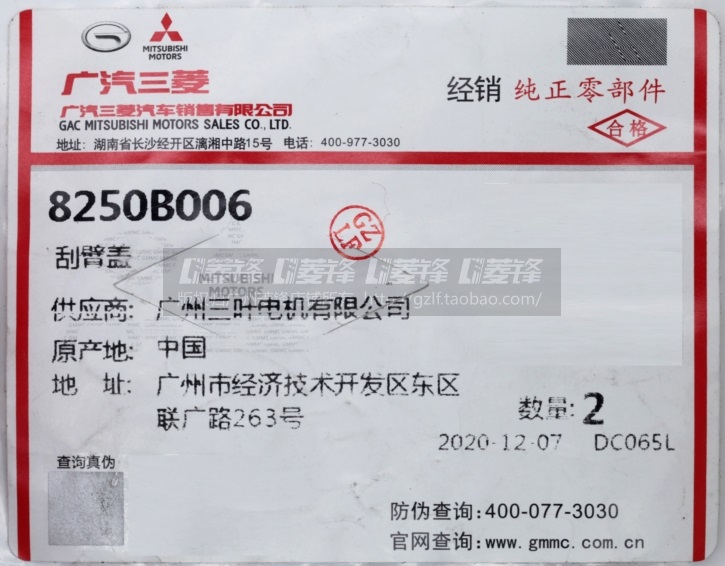 MITSUBISHI
MOTORS
广汽三菱
广汽三菱汽车销售有限公司
GAC MITSUBISHI MOTORS SALES CO., LTD.
地址：湖南省长沙经开区漓湘中路15号 电话：400-977-3030
经销 纯正零部件
合格
8250B006
GZ
LF
刮臂盖
MITSUBISHI
MOTORS
菱锋 菱锋 菱锋 菱锋
gzlf.taobao.com/
供应商: 广州三叶电机有限公司
原产地: 中国
地 址: 广州市经济技术开发区东区
联广路263号
数量: 2
2020-12-07 DC065L
查询真伪
防伪查询:400-077-3030
官网查询:www.gmmc.com.cn